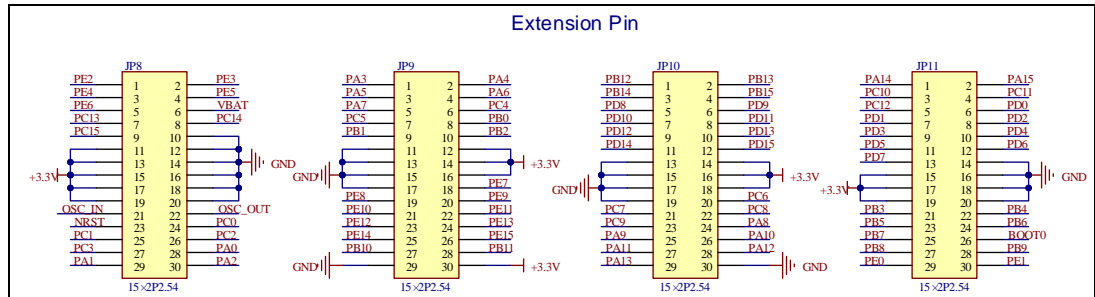 Extension Pin
JP8
PE2 1 2 PE3
PE4 3 4 PE5
PE6 5 6 VBAT
PC13 7 8 PC14
PC15 9 10
11 12
13 14 GND
+3.3V 15 16
17 18
19 20
OSC_IN 21 22 OSC_OUT
NRST 23 24 PC0
PC1 25 26 PC2
PC3 27 28 PA0
PA1 29 30 PA2
15×2P2.54
JP9
PA3 1 2 PA4
PA5 3 4 PA6
PA7 5 6 PC4
PC5 7 8 PB0
PB1 9 10 PB2
11 12
13 14 +3.3V
GND 15 16
17 18 PE7
PE8 19 20 PE9
PE10 21 22 PE11
PE12 23 24 PE13
PE14 25 26 PE15
PB10 27 28 PB11
GND 29 30 +3.3V
15×2P2.54
JP10
PB12 1 2 PB13
PB14 3 4 PB15
PD8 5 6 PD9
PD10 7 8 PD11
PD12 9 10 PD13
PD14 11 12 PD15
13 14
15 16 +3.3V
GND 17 18
19 20 PC6
PC7 21 22 PC8
PC9 23 24 PA8
PA9 25 26 PA10
PA11 27 28 PA12
PA13 29 30 GND
15×2P2.54
JP11
PA14 1 2 PA15
PC10 3 4 PC11
PC12 5 6 PD0
PD1 7 8 PD2
PD3 9 10 PD4
PD5 11 12 PD6
PD7 13 14
15 16 GND
+3.3V 17 18
19 20
PB3 21 22 PB4
PB5 23 24 PB6
PB7 25 26 BOOT0
PB8 27 28 PB9
PE0 29 30 PE1
15×2P2.54